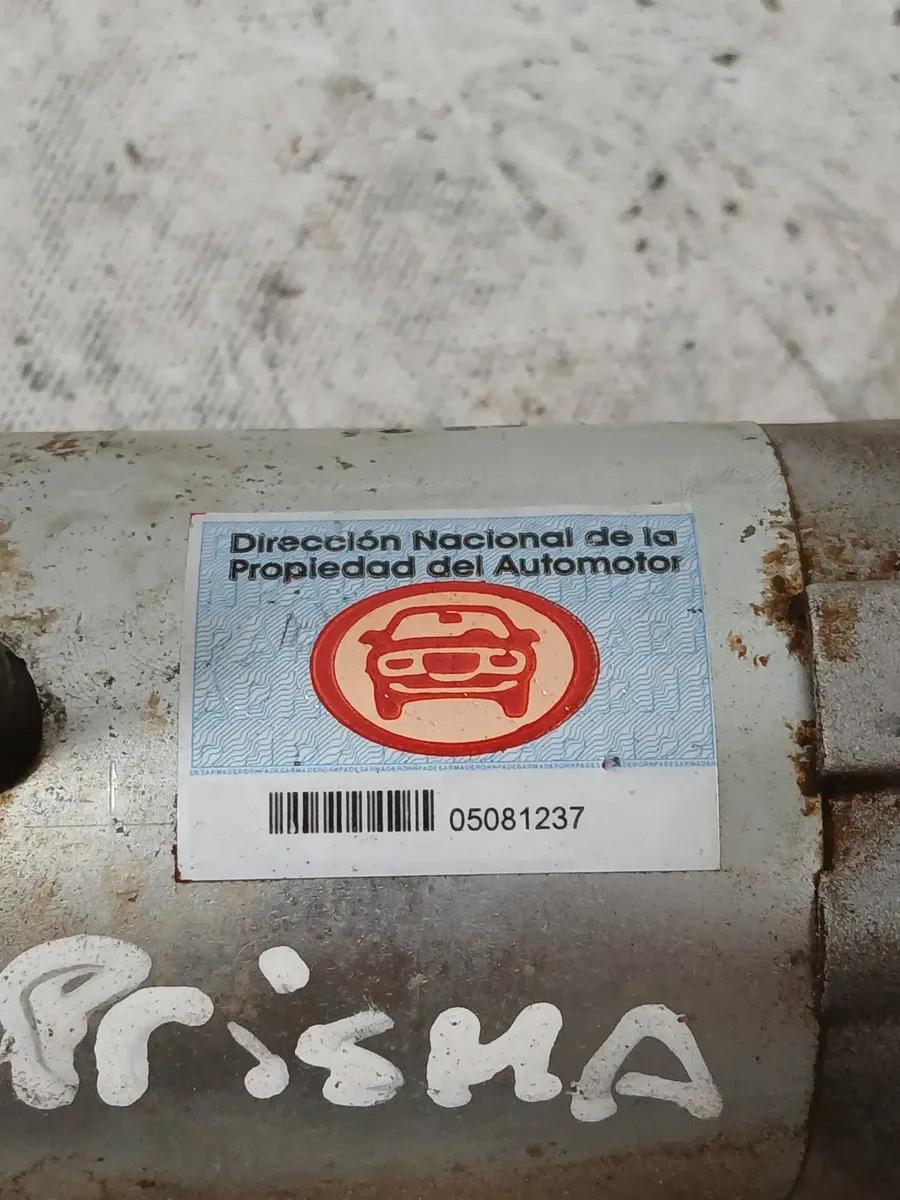 Dirección Nacional de la
Propiedad del Automotor
05081237
PrisMA